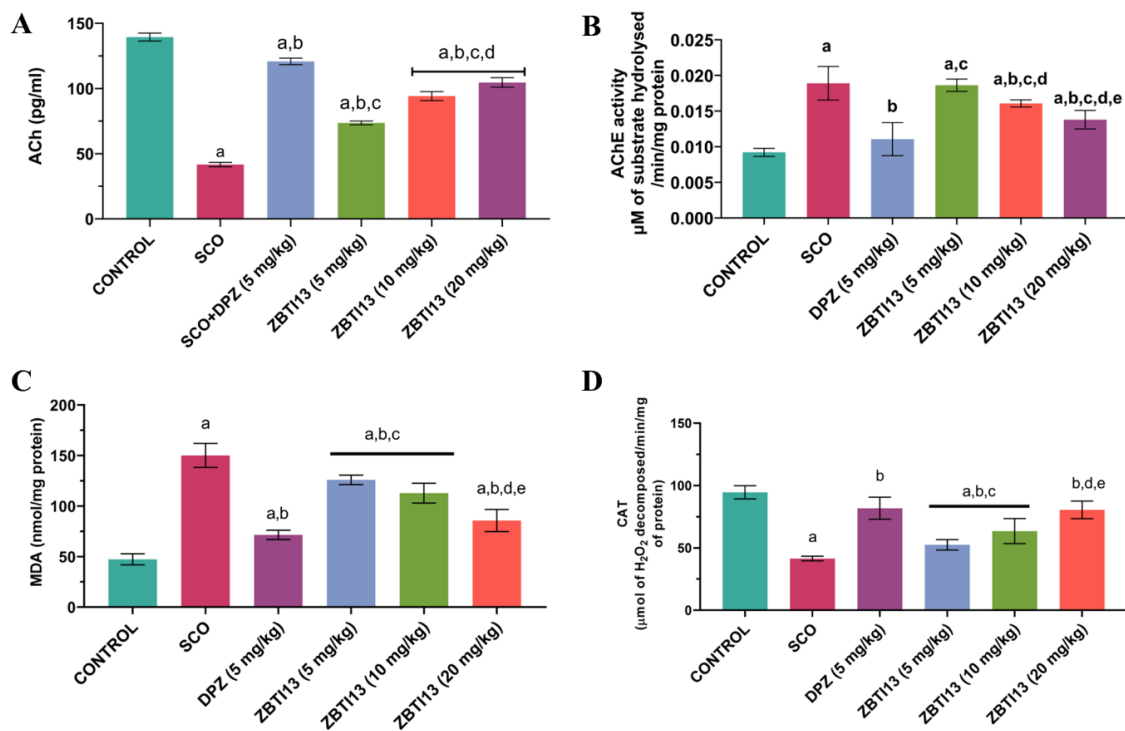 A
ACh (pg/ml)
150
100
50
0
a
a,b
a,b,c
a,b,c,d
CONTROL
SCO
SCO+DPZ (5 mg/kg)
ZBTI13 (5 mg/kg)
ZBTI13 (10 mg/kg)
ZBTI13 (20 mg/kg)
B
AChE activity
µM of substrate hydrolysed
/min/mg protein
0.025
0.020
0.015
0.010
0.005
0.000
a
b
a,c
a,b,c,d
a,b,c,d,e
CONTROL
SCO
DPZ (5 mg/kg)
ZBTI13 (5 mg/kg)
ZBTI13 (10 mg/kg)
ZBTI13 (20 mg/kg)
C
MDA (nmol/mg protein)
200
150
100
50
0
a
a,b
a,b,c
a,b,d,e
CONTROL
SCO
DPZ (5 mg/kg)
ZBTI13 (5 mg/kg)
ZBTI13 (10 mg/kg)
ZBTI13 (20 mg/kg)
D
CAT
(µmol of H₂O₂ decomposed/min/mg
of protein)
150
100
50
0
a
b
a,b,c
b,d,e
CONTROL
SCO
DPZ (5 mg/kg)
ZBTI13 (5 mg/kg)
ZBTI13 (10 mg/kg)
ZBTI13 (20 mg/kg)